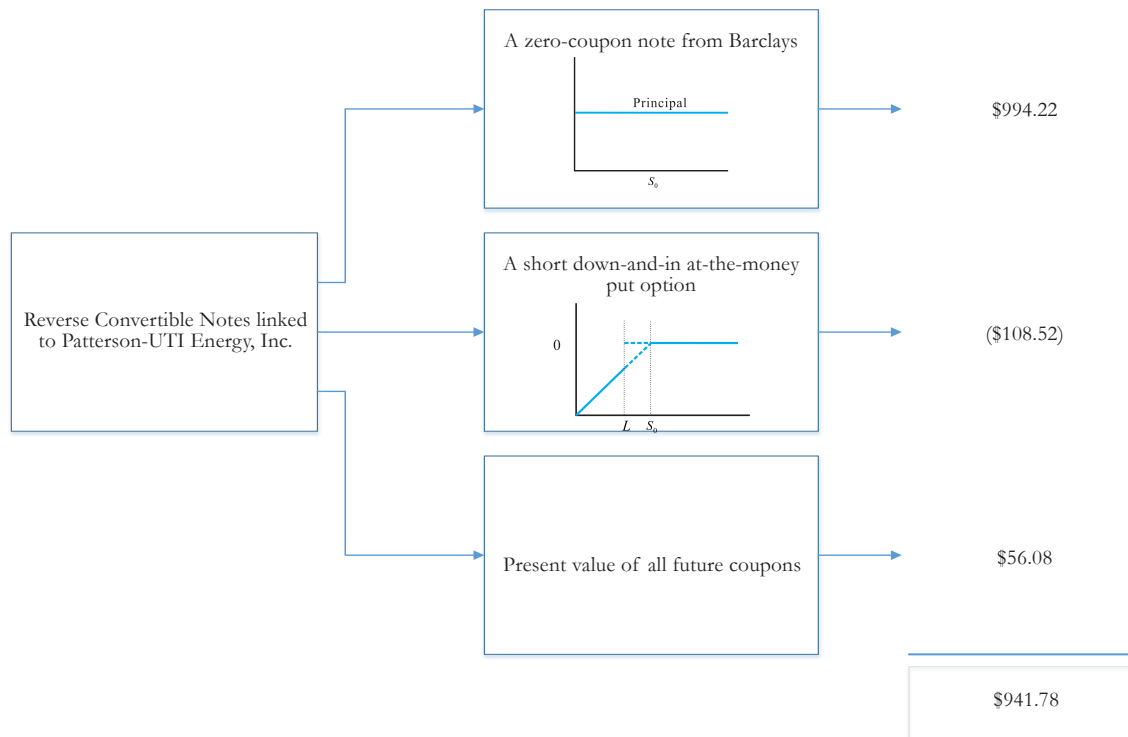 A zero-coupon note from Barclays
Principal
S₀
$994.22
Reverse Convertible Notes linked
to Patterson-UTI Energy, Inc.
A short down-and-in at-the-money
put option
0
L S₀
($108.52)
Present value of all future coupons
$56.08
$941.78